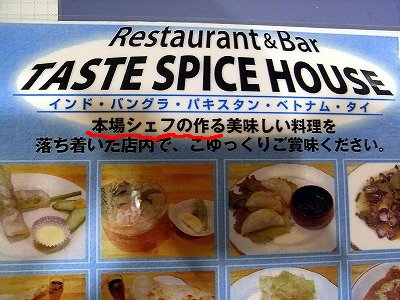 Restaurant&Bar
TASTE SPICE HOUSE
インド・バングラ・パキスタン・ベトナム・タイ
本場シェフの作る美味しい料理を
落ち着いた店内で、こゆっくりご賞味ください。